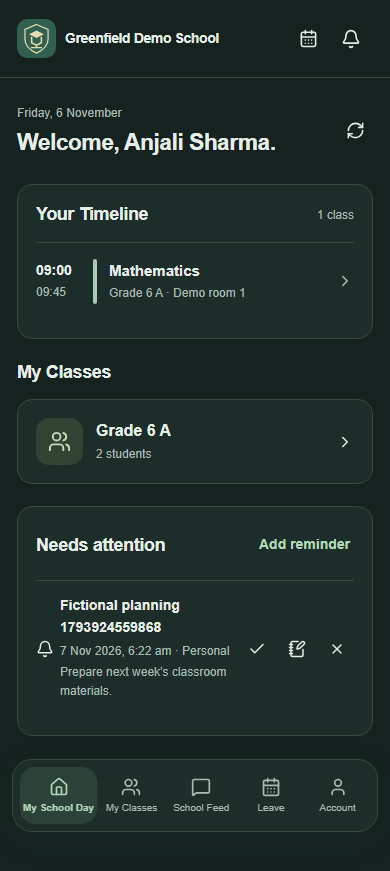 Greenfield Demo School
Friday, 6 November
Welcome, Anjali Sharma.
Your Timeline
1 class
09:00
Mathematics
09:45
Grade 6 A · Demo room 1
My Classes
Grade 6 A
2 students
Needs attention
Add reminder
Fictional planning
1793924559868
7 Nov 2026, 6:22 am · Personal
Prepare next week's classroom
materials.
My School Day
My Classes
School Feed
Leave
Account